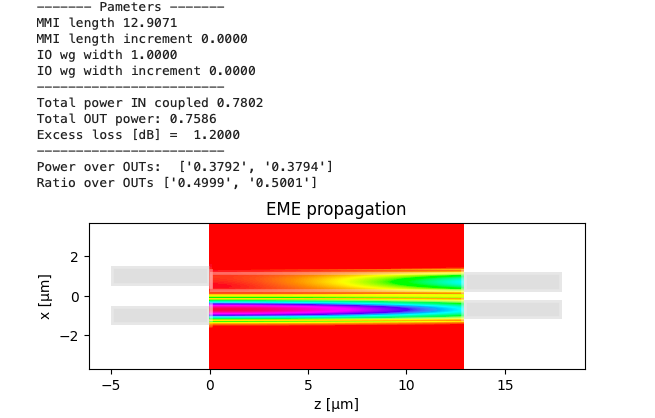 ------- Pameters -------
MMI length 12.9071
MMI length increment 0.0000
IO wg width 1.0000
IO wg width increment 0.0000
------------------------
Total power IN coupled 0.7802
Total OUT power: 0.7586
Excess loss [dB] =  1.2000
------------------------
Power over OUTs:  ['0.3792', '0.3794']
Ratio over OUTs ['0.4999', '0.5001']
EME propagation
x [μm]
2
0
−2
−5
0
5
10
15
z [μm]